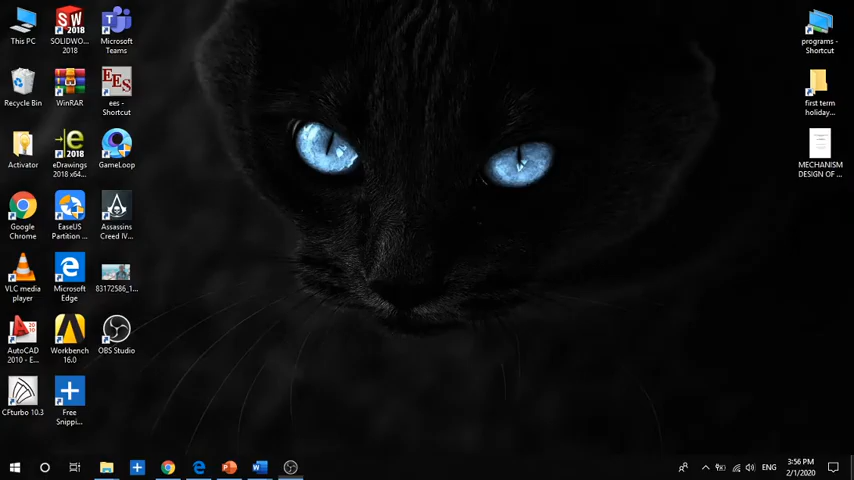 This PC
SOLIDWO...
2018
Microsoft
Teams
Recycle Bin
WinRAR
EES
ees -
Shortcut
Activator
2018
eDrawings
2018 x64...
GameLoop
Google
Chrome
EaseUS
Partition ...
Assassins
Creed IV...
VLC media
player
Microsoft
Edge
83172586_1...
AutoCAD
2010 - E...
Workbench
16.0
OBS Studio
CFturbo 10.3
Free
Snippi...
programs -
Shortcut
first term
holiday...
MECHANISM
DESIGN OF ...
ENG
3:56 PM
2/1/2020